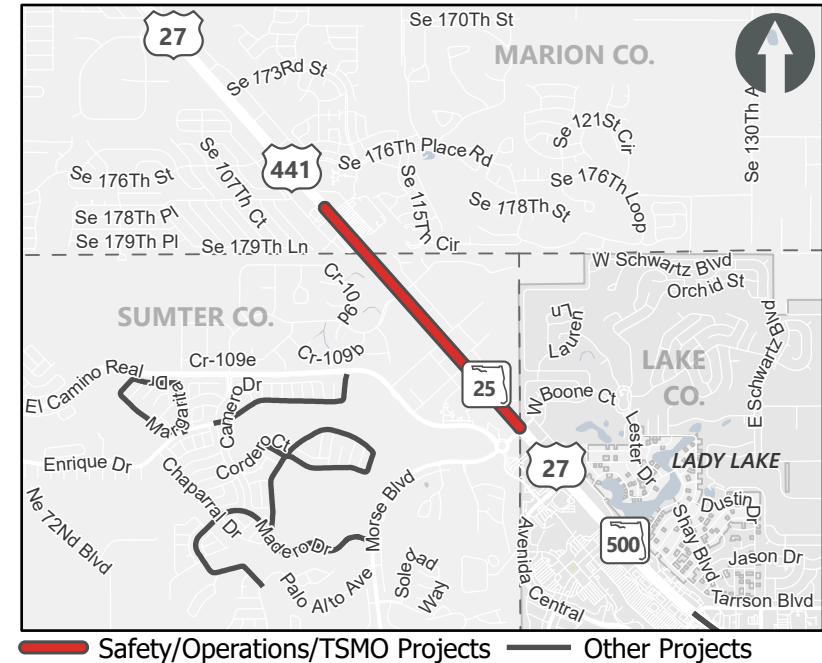 Se 170Th St
27
MARION CO.
Se 173Rd St
Se 121St Cir
Se 130Th A
441
Se 176Th Place Rd
Se 107Th Ct
Se 176Th St
Se 176Th Loop
Se 115Th Cir
Se 178Th St
Se 178Th Pl
Se 179Th Pl
Se 179Th Ln
W Schwartz Blvd
Orchid St
Cr-10
9d
SUMTER CO.
Lauren
Ln
E Schwartz Blvd
Cr-109e
Cr-109b
LAKE
CO.
25
El Camino Real
Margarita
Dr
Camero Dr
W Boone Ct
Lester Dr
Cordero Ct
Enrique Dr
27
LADY LAKE
Chaparral Dr
Ne 72Nd Blvd
Morse Blvd
Dustin Dr
Madero Dr
500
Shay Blvd
Avenida
Central
Jason Dr
Soledad
Way
Palo Alto Ave
Tarrson Blvd
Safety/Operations/TSMO Projects
Other Projects